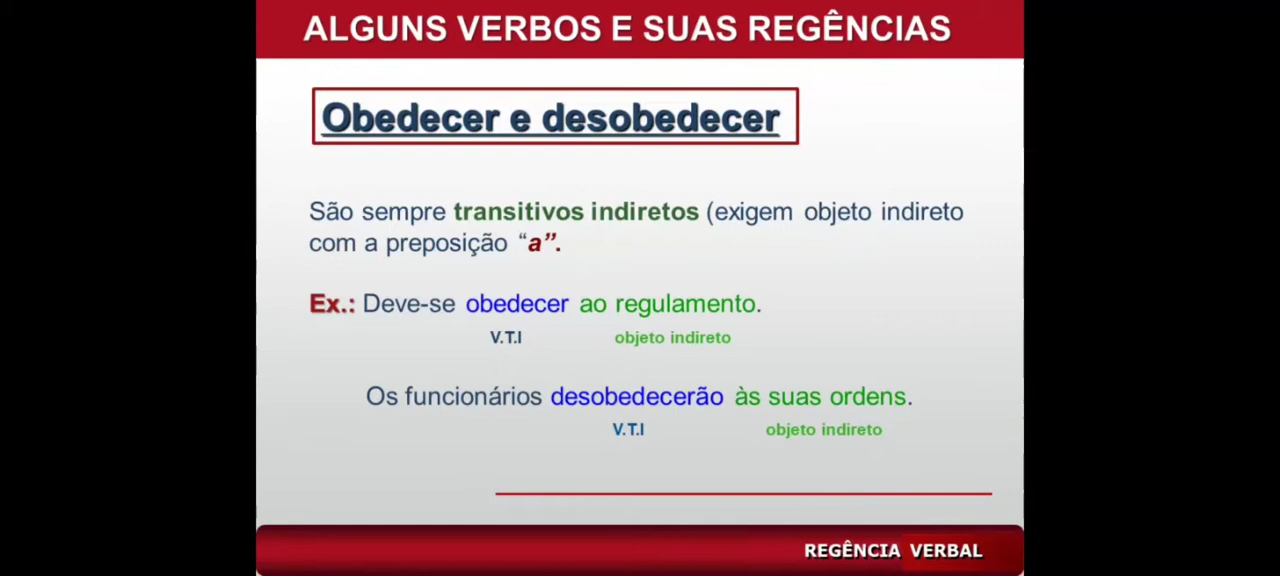 ALGUNS VERBOS E SUAS REGÊNCIAS
Obedecer e desobedecer
São sempre transitivos indiretos (exigem objeto indireto
com a preposição “a”.
Ex.: Deve-se obedecer ao regulamento.
V.T.I objeto indireto
Os funcionários desobedecerão às suas ordens.
V.T.I objeto indireto
REGÊNCIA VERBAL